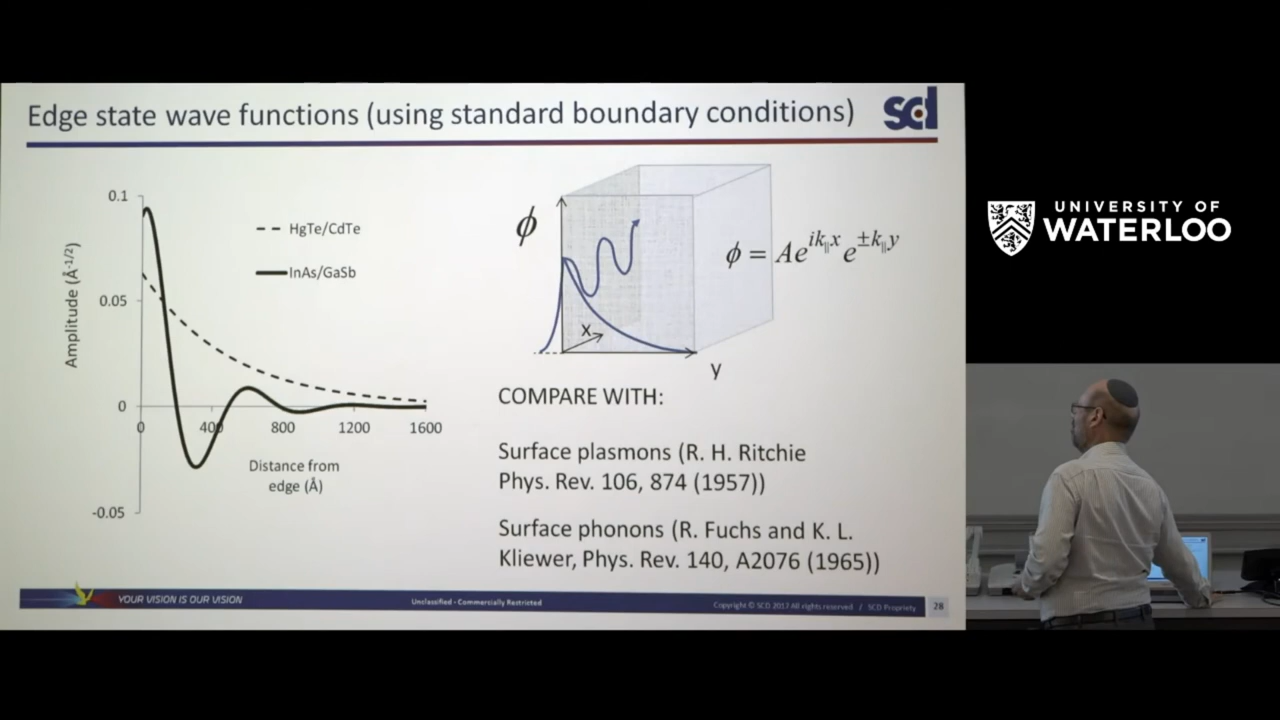 Edge state wave functions (using standard boundary conditions)
scd
0.1
0.05
0
-0.05
0
400
800
1200
1600
Amplitude (Å-1/2)
Distance from
edge (Å)
HgTe/CdTe
InAs/GaSb
ϕ
x
y
ϕ = Ae^{ik_{||}x} e^{±k_{||}y}
COMPARE WITH:
Surface plasmons (R. H. Ritchie
Phys. Rev. 106, 874 (1957))
Surface phonons (R. Fuchs and K. L.
Kliewer, Phys. Rev. 140, A2076 (1965))
YOUR VISION IS OUR VISION
Unclassified - Commercially Restricted
Copyright © SCD 2013 All rights reserved / SCD Propriety
28
UNIVERSITY OF
WATERLOO